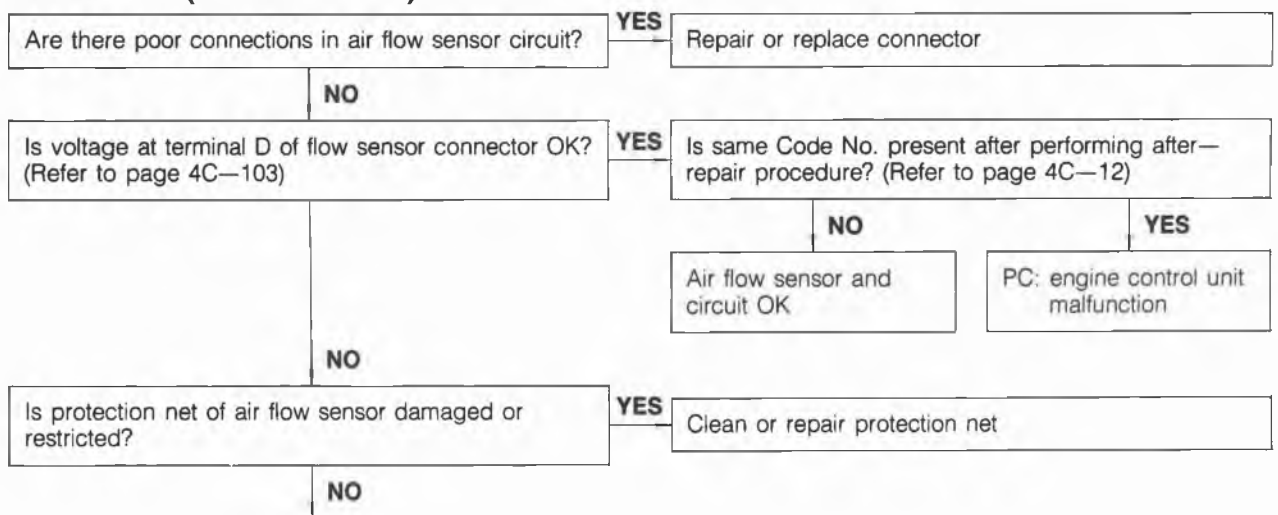 Are there poor connections in air flow sensor circuit?
YES
Repair or replace connector
NO
Is voltage at terminal D of flow sensor connector OK?
(Refer to page 4C—103)
YES
Is same Code No. present after performing after—
repair procedure? (Refer to page 4C—12)
NO
YES
Air flow sensor and
circuit OK
PC: engine control unit
malfunction
NO
Is protection net of air flow sensor damaged or
restricted?
YES
Clean or repair protection net
NO